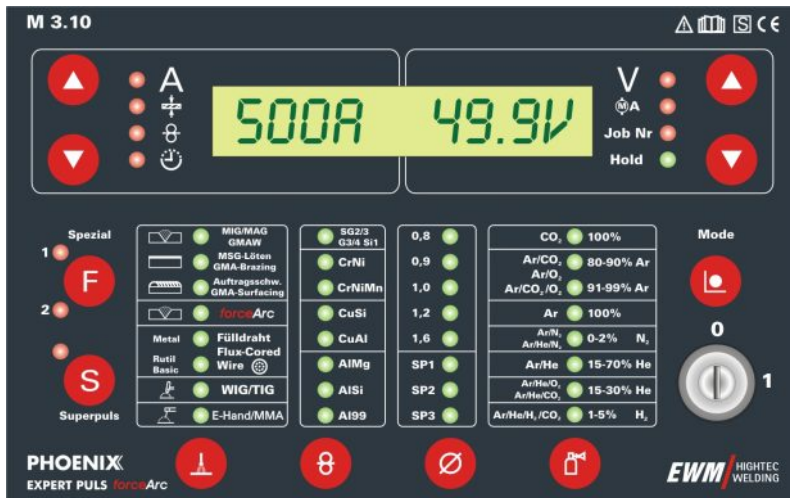 M 3.10
S CE
A
V
A
Job Nr
Hold
500A 49.9V
Spezial
1
F
2
S
Superpuls
MIG/MAG
GMAW
MSG-Löten
GMA-Brazing
Auftragsschw.
GMA-Surfacing
forceArc
Metal Fülldraht
Flux-Cored
Rutil
Basic Wire
WIG/TIG
E-Hand/MMA
SG2/3
G3/4 Si1
CrNi
CrNiMn
CuSi
CuAl
AlMg
AlSi
Al99
0,8
0,9
1,0
1,2
1,6
SP1
SP2
SP3
CO₂ 100%
Ar/CO₂ 80-90% Ar
Ar/O₂
Ar/CO₂/O₂ 91-99% Ar
Ar 100%
Ar/N₂
Ar/He/N₂ 0-2% N₂
Ar/He 15-70% He
Ar/He/O₂
Ar/He/CO₂ 15-30% He
Ar/He/H₂/CO₂ 1-5% H₂
Mode
0
1
PHOENIX
EXPERT PULS forceArc
EWM HIGHTEC
WELDING